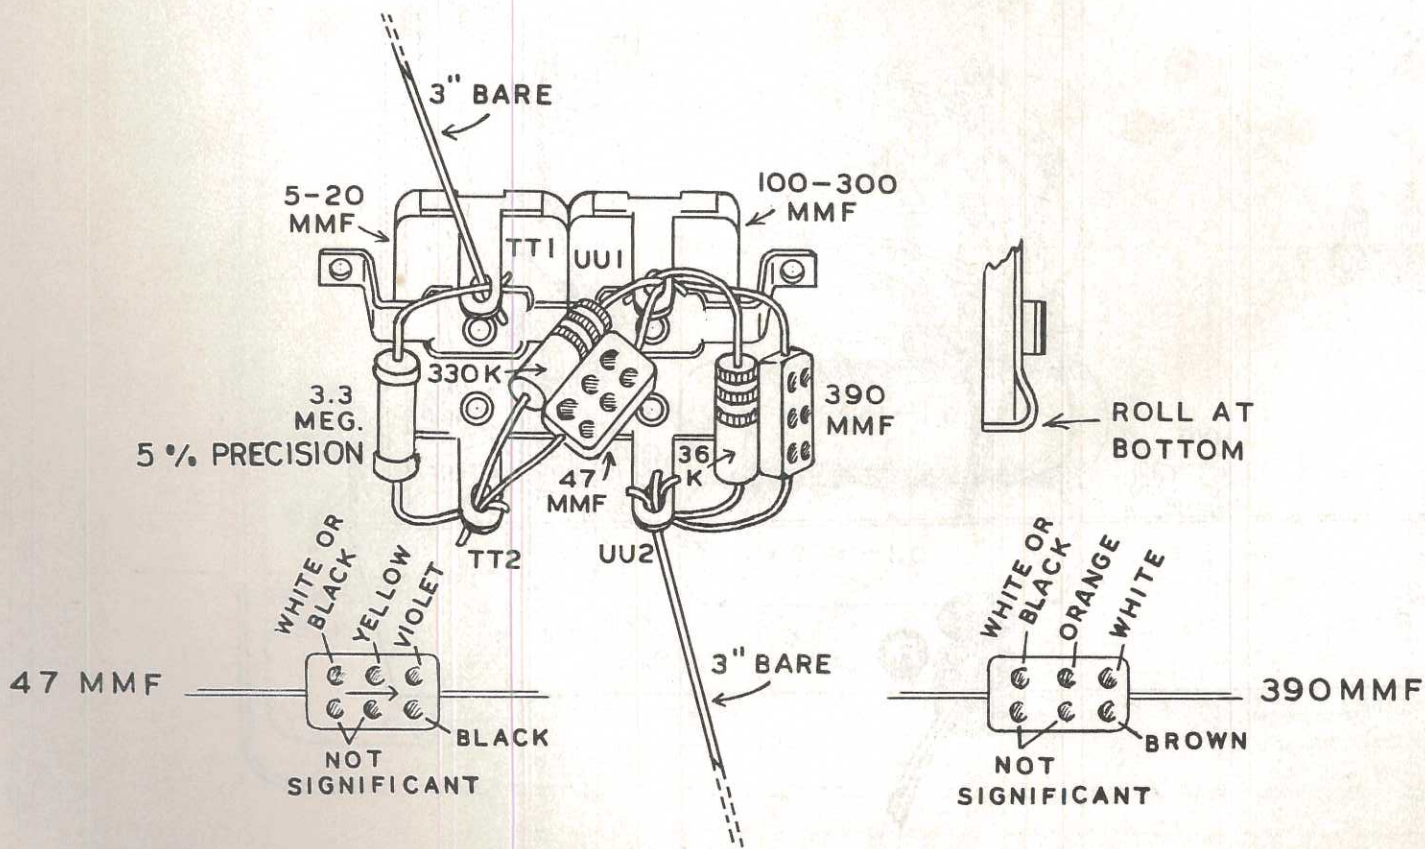 3" BARE
5-20
MMF
100-300
MMF
TT1
UU1
330K
3.3
MEG.
5% PRECISION
390
MMF
36
K
47
MMF
ROLL AT
BOTTOM
TT2
UU2
WHITE OR
BLACK
YELLOW
VIOLET
47 MMF
BLACK
NOT
SIGNIFICANT
3" BARE
WHITE OR
BLACK
ORANGE
WHITE
390MMF
BROWN
NOT
SIGNIFICANT